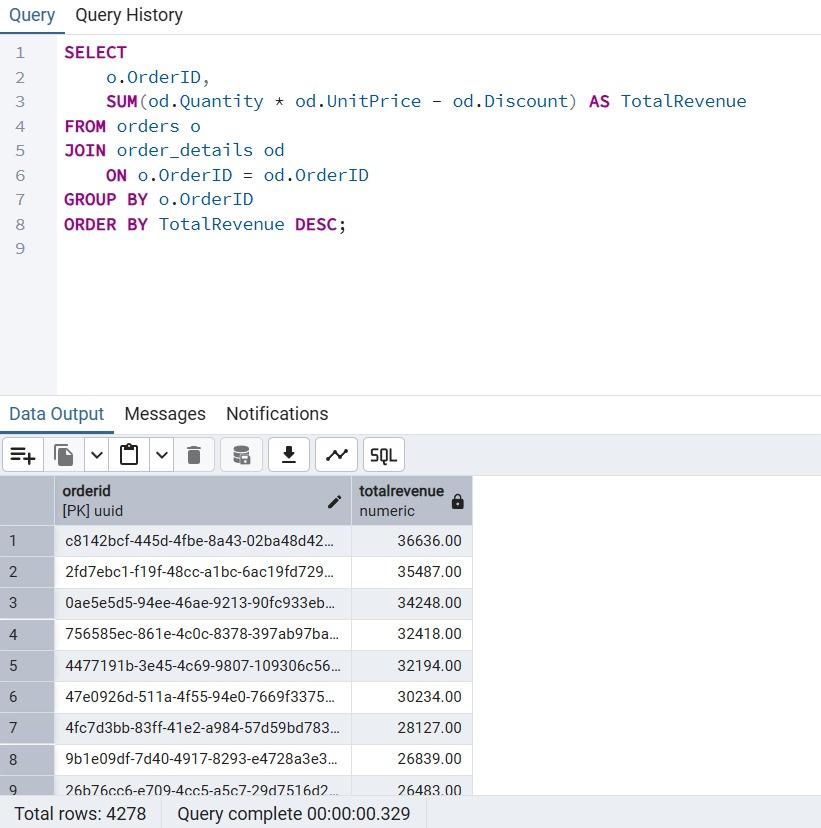 Query Query History
1 SELECT
2 o.OrderID,
3 SUM(od.Quantity * od.UnitPrice - od.Discount) AS TotalRevenue
4 FROM orders o
5 JOIN order_details od
6 ON o.OrderID = od.OrderID
7 GROUP BY o.OrderID
8 ORDER BY TotalRevenue DESC;
9
Data Output Messages Notifications
SQL
orderid totalrevenue
[PK] uuid numeric
1 c8142bcf-445d-4fbe-8a43-02ba48d42... 36636.00
2 2fd7ebc1-f19f-48cc-a1bc-6ac19fd729... 35487.00
3 0ae5e5d5-94ee-46ae-9213-90fc933eb... 34248.00
4 756585ec-861e-4c0c-8378-397ab97ba... 32418.00
5 4477191b-3e45-4c69-9807-109306c56... 32194.00
6 47e0926d-511a-4f55-94e0-7669f3375... 30234.00
7 4fc7d3bb-83ff-41e2-a984-57d59bd783... 28127.00
8 9b1e09df-7d40-4917-8293-e4728a3e3... 26839.00
9 26b76cc6-e709-4cc5-a5c7-29d7516d2... 26483.00
Total rows: 4278 Query complete 00:00:00.329